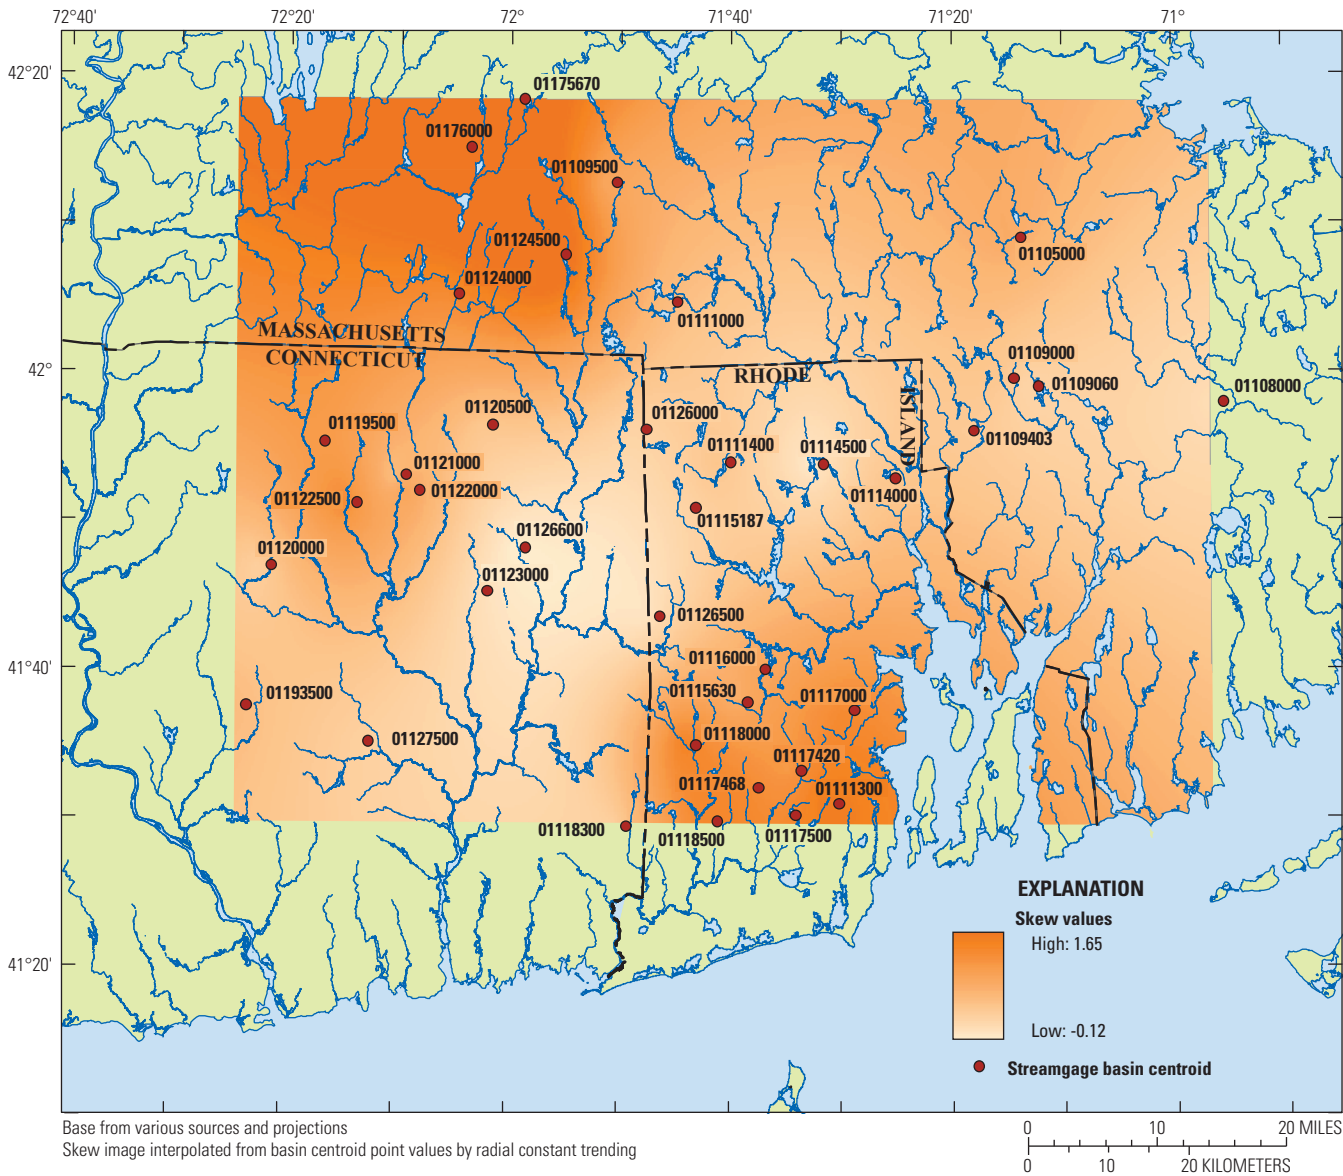 72°40' 72°20' 72° 71°40' 71°20' 71°
42°20'
01175670
01176000
01109500
01124500
01105000
01124000
01111000
MASSACHUSETTS
CONNECTICUT
42°
RHODE
ISLAND
01109000
01109060
01108000
01120500
01126000
01119500
01109403
01111400
01114500
01121000
01122000
01122500
01114000
01115187
01126600
01120000
01123000
01126500
41°40'
01116000
01115630
01117000
01193500
01118000
01127500
01117420
01117468
01111300
01118300
01118500
01117500
EXPLANATION
Skew values
High: 1.65
41°20'
Low: -0.12
Streamgage basin centroid
Base from various sources and projections
Skew image interpolated from basin centroid point values by radial constant trending
0 10 20 MILES
0 10 20 KILOMETERS